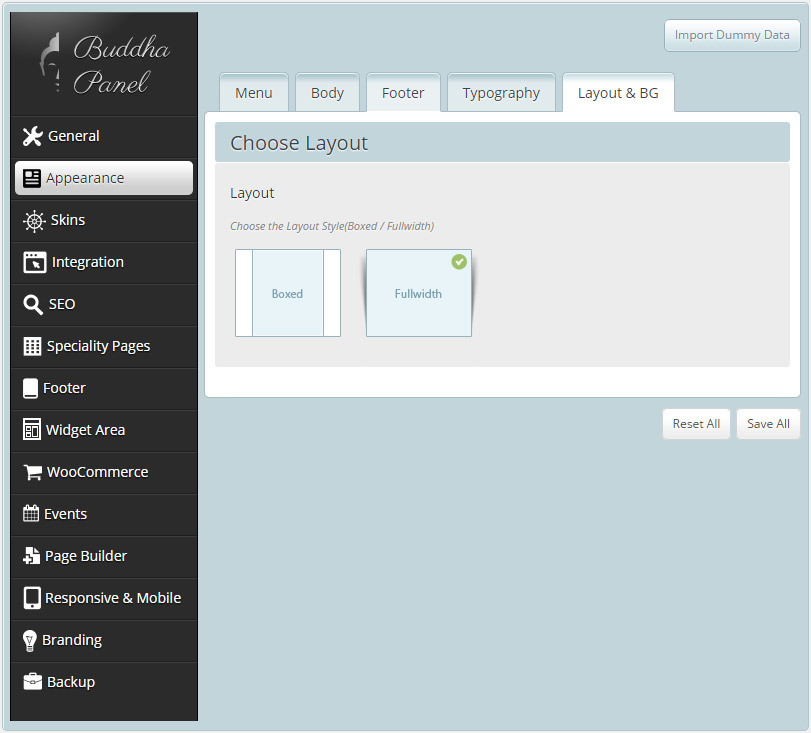 Buddha
Panel
General
Appearance
Skins
Integration
SEO
Speciality Pages
Footer
Widget Area
WooCommerce
Events
Page Builder
Responsive & Mobile
Branding
Backup
Import Dummy Data
Menu Body Footer Typography Layout & BG
Choose Layout
Layout
Choose the Layout Style(Boxed / Fullwidth)
Boxed Fullwidth
Reset All Save All